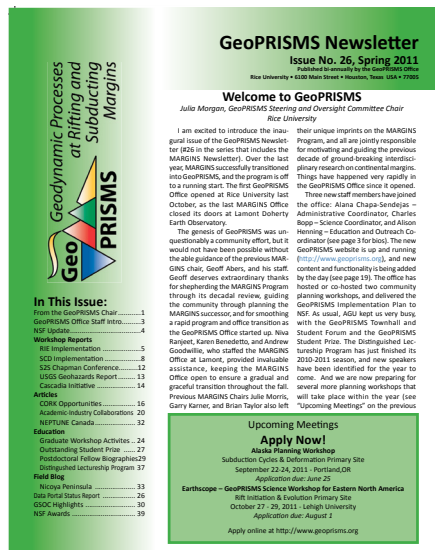 GeoPRISMS Newsletter
Issue No. 26, Spring 2011
Published bi-annually by the GeoPRISMS Office
Rice University • 6100 Main Street • Houston, Texas USA • 77005
Geodynamic Processes
at Rifting and
Subducting
Margins
Geo
PRISMS
In This Issue:
From the GeoPRISMS Chair..........1
GeoPRISMS Office Staff Intro........3
NSF Update................................4
Workshop Reports
RIE Implementation .................5
SCD Implementation ................8
S2S Chapman Conference.........12
USGS Geohazards Report .........13
Cascadia Initiative ...................14
Articles
CORK Opportunities ................16
Academic-Industry Collaborations 20
NEPTUNE Canada ...................32
Education
Graduate Workshop Activites .. 24
Outstanding Student Prize ...... 27
Postdoctoral Fellow Biographies29
Distingushed Lectureship Program 37
Field Blog
Nicoya Peninsula ................... 33
Data Portal Status Report .......... 26
GSOC Highlights ....................... 30
NSF Awards .............................. 39
Welcome to GeoPRISMS
Julia Morgan, GeoPRISMS Steering and Oversight Committee Chair
Rice University
I am excited to introduce the inau-
gural issue of the GeoPRISMS Newslet-
ter (#26 in the series that includes the
MARGINS Newsletter). Over the last
year, MARGINS successfully transitioned
into GeoPRISMS, and the program is off
to a running start. The first GeoPRISMS
Office opened at Rice University last
October, as the last MARGINS Office
closed its doors at Lamont Doherty
Earth Observatory.
The genesis of GeoPRISMS was un-
questionably a community effort, but it
would not have been possible without
the able guidance of the previous MAR-
GINS chair, Geoff Abers, and his staff.
Geoff deserves extraordinary thanks
for shepherding the MARGINS Program
through its decadal review, guiding
the community through planning the
MARGINS successor, and for smoothing
a rapid program and office transition as
the GeoPRISMS Office started up. Niva
Ranjeet, Karen Benedetto, and Andrew
Goodwillie, who staffed the MARGINS
Office at Lamont, provided invaluable
assistance, keeping the MARGINS
Office open to ensure a gradual and
graceful transition throughout the fall.
Previous MARGINS Chairs Julie Morris,
Garry Karner, and Brian Taylor also left
their unique imprints on the MARGINS
Program, and all are jointly responsible
for motivating and guiding the previous
decade of ground-breaking interdisci-
plinary research on continental margins.
Things have happened very rapidly in
the GeoPRISMS Office since it opened.
Three new staff members have joined
the office: Alana Chapa-Sendejas –
Administrative Coordinator, Charles
Bopp – Science Coordinator, and Alison
Henning – Education and Outreach Co-
ordinator (see page 3 for bios). The new
GeoPRISMS website is up and running
(http://www.geoprisms.org), and new
content and functionality is being added
by the day (see page 19). The office has
hosted or co-hosted two community
planning workshops, and delivered the
GeoPRISMS Implementation Plan to
NSF. As usual, AGU kept us very busy,
with the GeoPRISMS Townhall and
Student Forum and the GeoPRISMS
Student Prize. The Distinguished Lec-
tureship Program has just finished its
2010-2011 season, and new speakers
have been identified for the year to
come. And we are now preparing for
several more planning workshops that
will take place within the year (see
"Upcoming Meetings" on the previous
Upcoming Meetings
Apply Now!
Alaska Planning Workshop
Subduction Cycles & Deformation Primary Site
September 22-24, 2011 - Portland,OR
Application due: June 25
Earthscope – GeoPRISMS Science Workshop for Eastern North America
Rift Initiation & Evolution Primary Site
October 27 - 29, 2011 - Lehigh University
Application due: August 1
Apply online at http://www.geoprisms.org